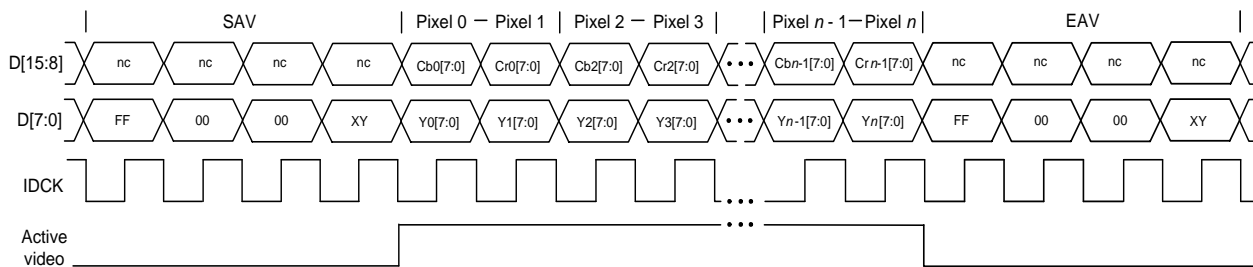 SAV Pixel 0 — Pixel 1 Pixel 2 — Pixel 3 Pixel n - 1—Pixel n EAV
D[15:8] nc nc nc nc Cb0[7:0] Cr0[7:0] Cb2[7:0] Cr2[7:0] ••• Cbn-1[7:0] Crn-1[7:0] nc nc nc nc
D[7:0] FF 00 00 XY Y0[7:0] Y1[7:0] Y2[7:0] Y3[7:0] ••• Yn-1[7:0] Yn[7:0] FF 00 00 XY
IDCK •••
Active •••
video